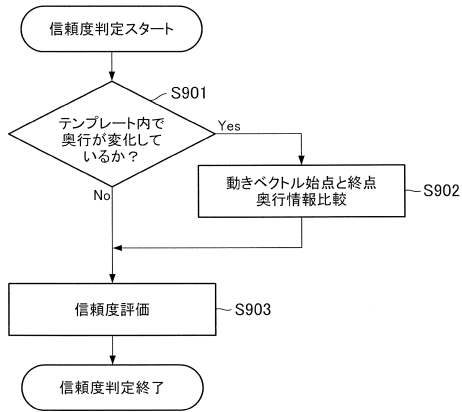 信頼度判定スタート
S901
テンプレート内で
奥行が変化して
いるか？
Yes
No
動きベクトル始点と終点
奥行情報比較
S902
信頼度評価
S903
信頼度判定終了